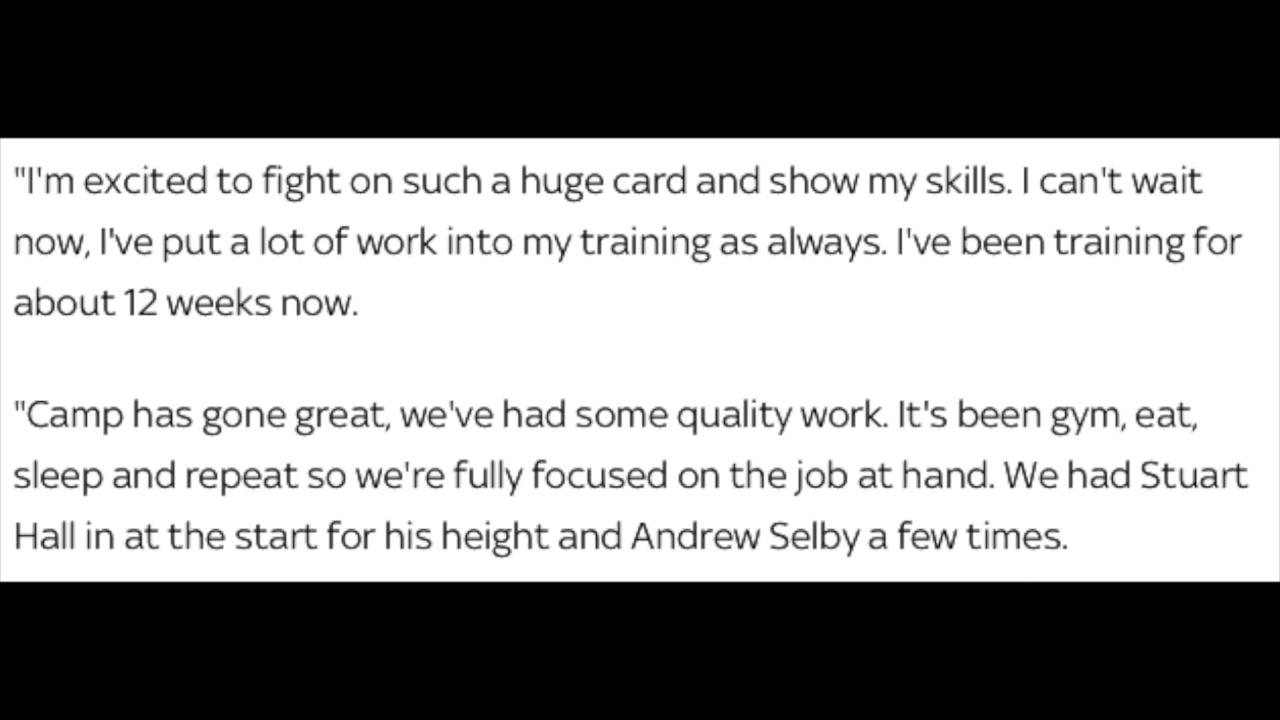 "I'm excited to fight on such a huge card and show my skills. I can't wait
now, I've put a lot of work into my training as always. I've been training for
about 12 weeks now.
"Camp has gone great, we've had some quality work. It's been gym, eat,
sleep and repeat so we're fully focused on the job at hand. We had Stuart
Hall in at the start for his height and Andrew Selby a few times.